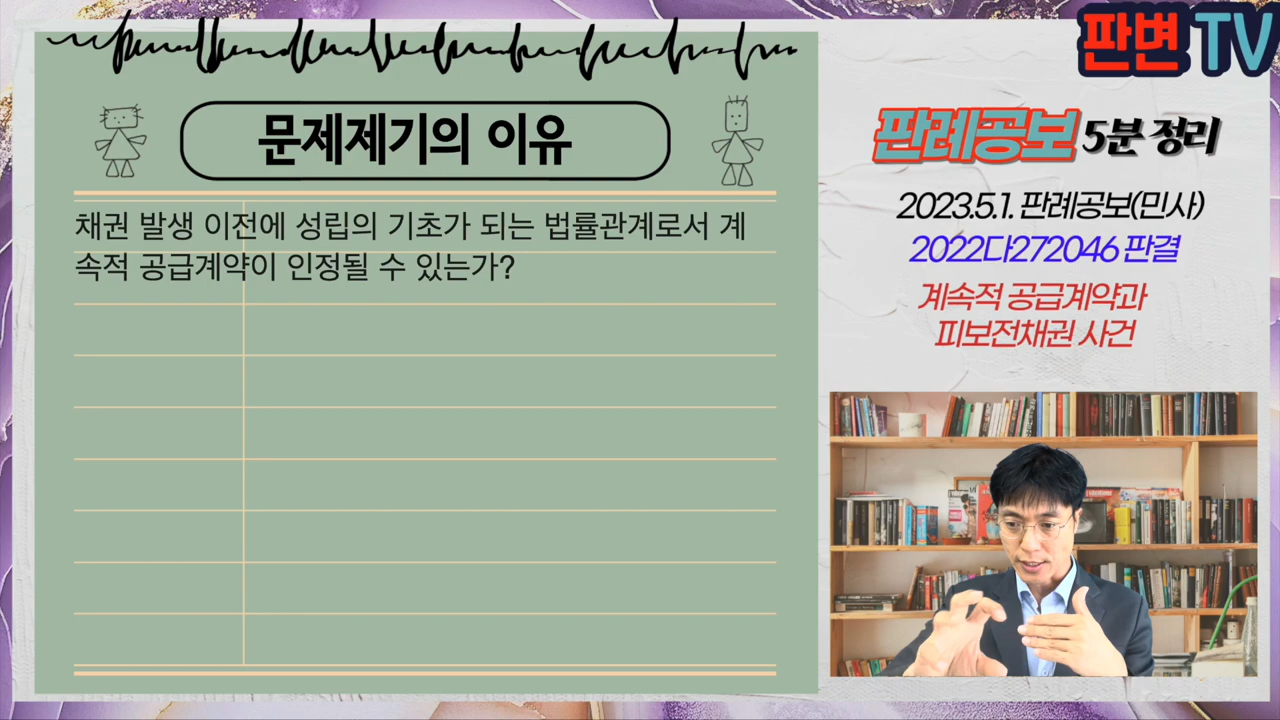 판변 TV
문제제기의 이유
채권 발생 이전에 성립의 기초가 되는 법률관계로서 계
속적 공급계약이 인정될 수 있는가?
판례공보 5분 정리
2023.5.1. 판례공보(민사)
2022다272046 판결
계속적 공급계약과
피보전채권 사건